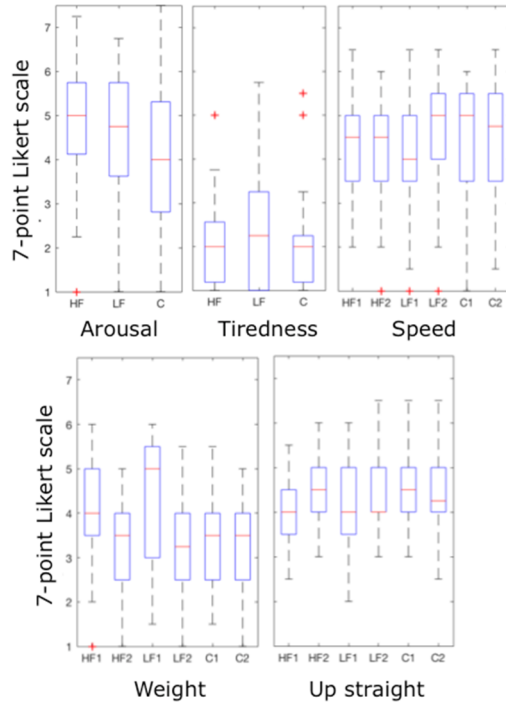 7-point Likert scale
7
6
5
4
3
2
1
HF LF C
HF LF C
HF1 HF2 LF1 LF2 C1 C2
Arousal Tiredness Speed
7-point Likert scale
7
6
5
4
3
2
1
HF1 HF2 LF1 LF2 C1 C2
HF1 HF2 LF1 LF2 C1 C2
Weight Up straight